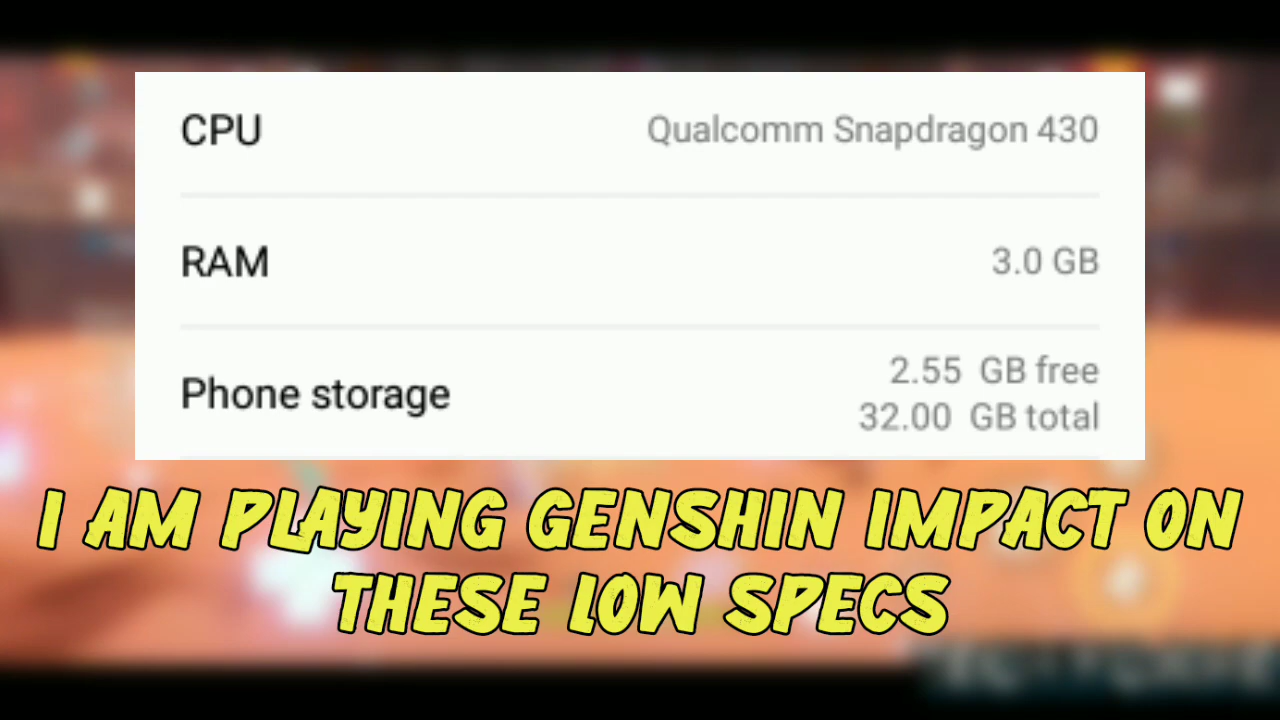 CPU Qualcomm Snapdragon 430
RAM 3.0 GB
Phone storage 2.55 GB free
32.00 GB total
I AM PLAYING GENSHIN IMPACT ON
THESE LOW SPECS